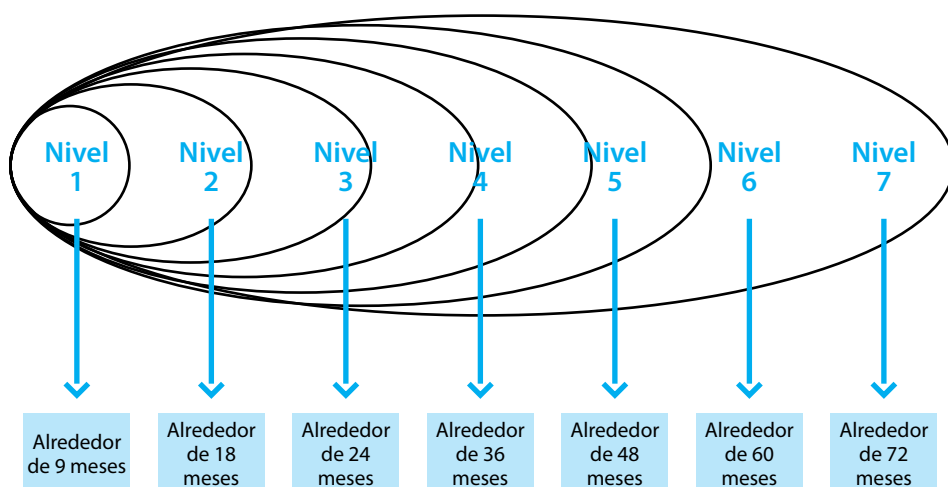 Nivel
1
Nivel
2
Nivel
3
Nivel
4
Nivel
5
Nivel
6
Nivel
7
Alrededor
de 9 meses
Alrededor
de 18
meses
Alrededor
de 24
meses
Alrededor
de 36
meses
Alrededor
de 48
meses
Alrededor
de 60
meses
Alrededor
de 72
meses